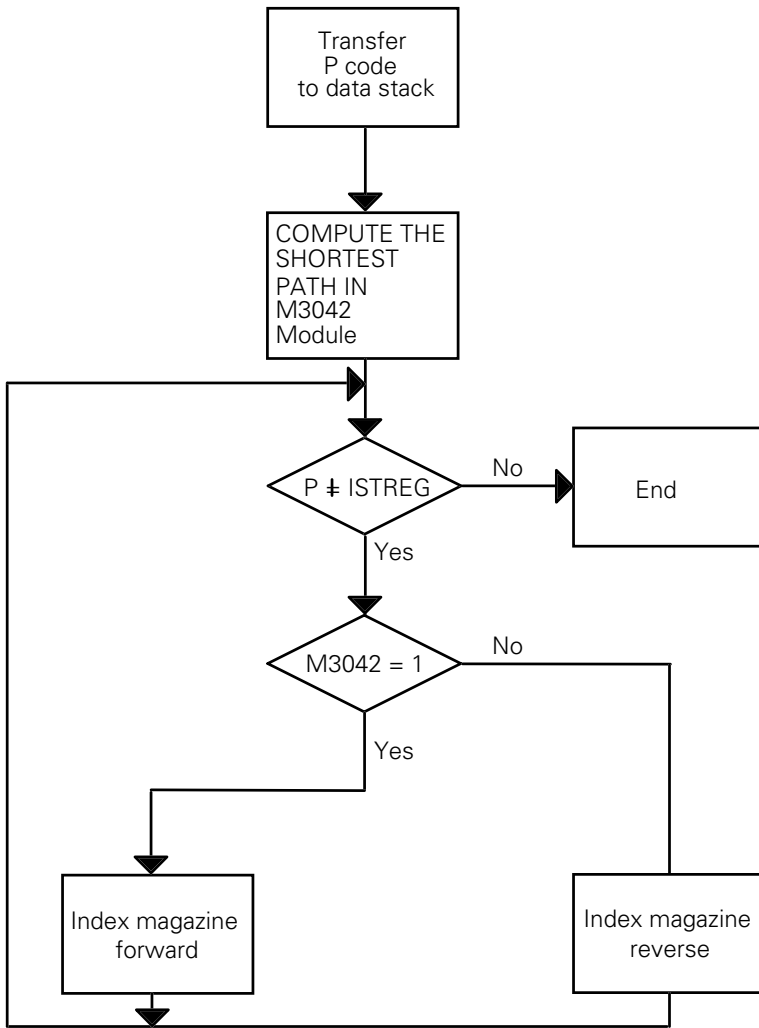 Transfer
P code
to data stack
COMPUTE THE
SHORTEST
PATH IN
M3042
Module
P ≠ ISTREG
No
End
Yes
M3042 = 1
No
Yes
Index magazine
forward
Index magazine
reverse